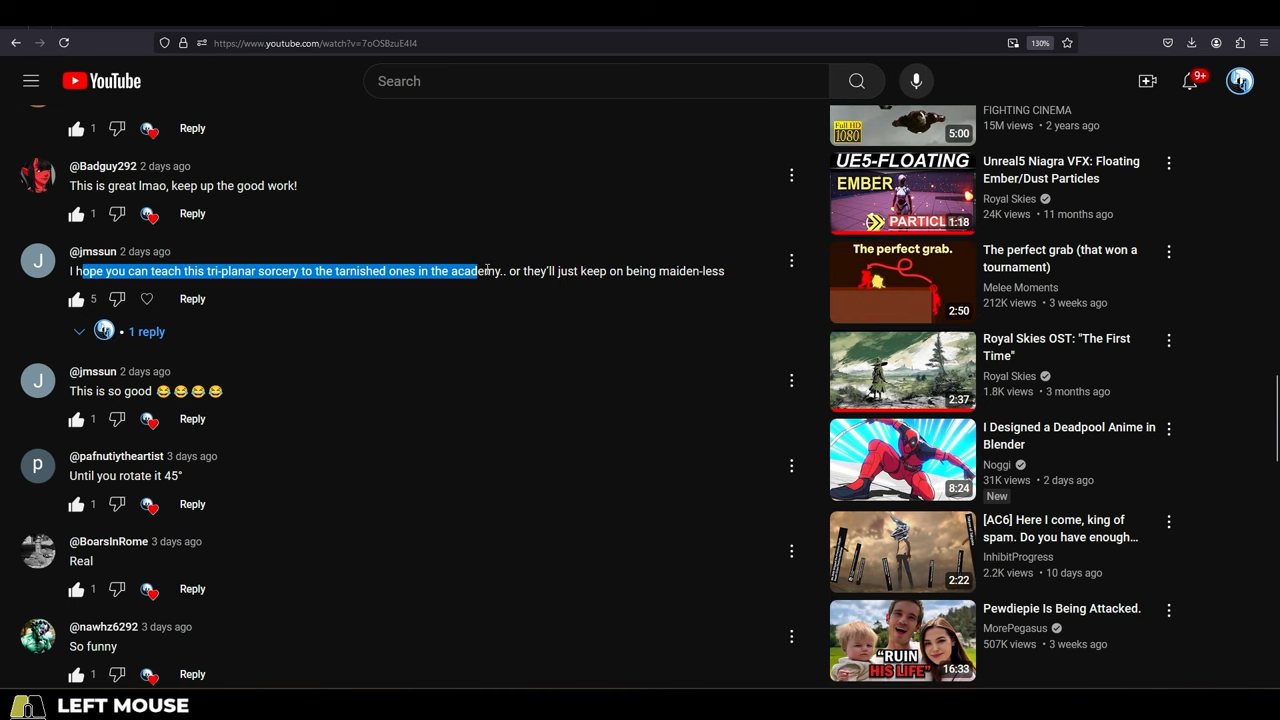 https://www.youtube.com/watch?v=7oOSBzuE4I4
130%
YouTube
Search
9+
1
Reply
@Badguy292 2 days ago
This is great lmao, keep up the good work!
1
Reply
@jmssun 2 days ago
I hope you can teach this tri-planar sorcery to the tarnished ones in the academy.. or they'll just keep on being maiden-less
5
Reply
1 reply
@jmssun 2 days ago
This is so good 😂😂😂😂
1
Reply
@pafnutiytheartist 3 days ago
Until you rotate it 45°
1
Reply
@BoarsInRome 3 days ago
Real
1
Reply
@nawhz6292 3 days ago
So funny
1
Reply
Full HD
1080
5:00
FIGHTING CINEMA
15M views • 2 years ago
UE5-FLOATING
EMBER
PARTICL
1:18
Unreal5 Niagra VFX: Floating
Ember/Dust Particles
Royal Skies
24K views • 11 months ago
The perfect grab.
2:50
The perfect grab (that won a
tournament)
Melee Moments
212K views • 3 weeks ago
2:37
Royal Skies OST: "The First
Time"
Royal Skies
1.8K views • 3 months ago
8:24
I Designed a Deadpool Anime in
Blender
Noggi
31K views • 2 days ago
New
2:22
[AC6] Here I come, king of
spam. Do you have enough...
InhibitProgress
2.2K views • 10 days ago
"RUIN
HIS LIFE"
16:33
Pewdiepie Is Being Attacked.
MorePegasus
507K views • 3 weeks ago
J
J
p
LEFT MOUSE